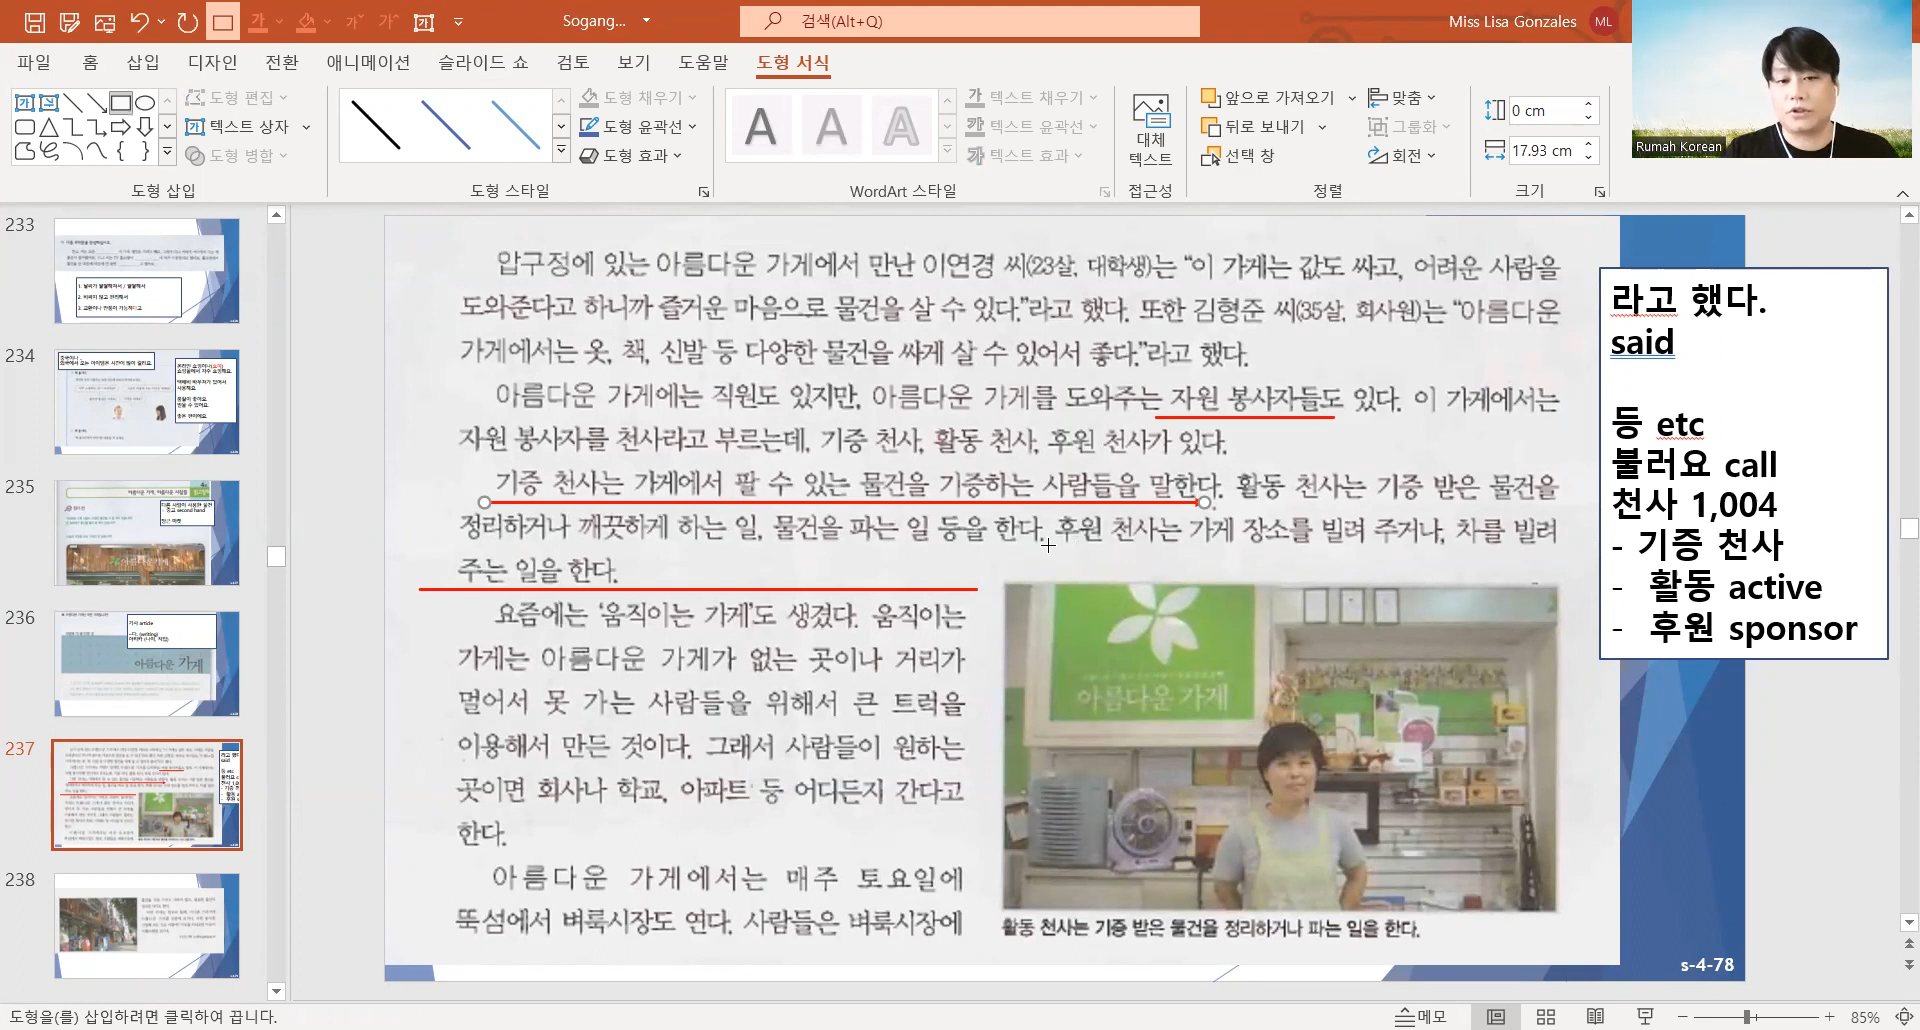 Sogang...
검색(Alt+Q)
Miss Lisa Gonzales
ML
파일 홈 삽입 디자인 전환 애니메이션 슬라이드 쇼 검토 보기 도움말 도형 서식
도형 편집
텍스트 상자
도형 병합
도형 삽입
도형 채우기
도형 윤곽선
도형 효과
도형 스타일
텍스트 채우기
텍스트 윤곽선
텍스트 효과
WordArt 스타일
대체
텍스트
접근성
앞으로 가져오기
뒤로 보내기
선택 창
맞춤
그룹화
회전
정렬
0 cm
17.93 cm
크기
Rumah Korean
233
234
235
236
기사 article
아름다운 가게
237
238
압구정에 있는 아름다운 가게에서 만난 이연경 씨(23살, 대학생)는 “이 가게는 값도 싸고, 어려운 사람을
도와준다고 하니까 즐거운 마음으로 물건을 살 수 있다.”라고 했다. 또한 김형준 씨(35살, 회사원)는 “아름다운
가게에서는 옷, 책, 신발 등 다양한 물건을 싸게 살 수 있어서 좋다.”라고 했다.
아름다운 가게에는 직원도 있지만, 아름다운 가게를 도와주는 자원 봉사자들도 있다. 이 가게에서는
자원 봉사자를 천사라고 부르는데, 기증 천사, 활동 천사, 후원 천사가 있다.
기증 천사는 가게에서 팔 수 있는 물건을 기증하는 사람들을 말한다. 활동 천사는 기증 받은 물건을
정리하거나 깨끗하게 하는 일, 물건을 파는 일 등을 한다. 후원 천사는 가게 장소를 빌려 주거나, 차를 빌려
주는 일을 한다.
요즘에는 ‘움직이는 가게’도 생겼다. 움직이는
가게는 아름다운 가게가 없는 곳이나 거리가
멀어서 못 가는 사람들을 위해서 큰 트럭을
이용해서 만든 것이다. 그래서 사람들이 원하는
곳이면 회사나 학교, 아파트 등 어디든지 간다고
한다.
아름다운 가게에서는 매주 토요일에
뚝섬에서 벼룩시장도 연다. 사람들은 벼룩시장에
아름다운 가게
활동 천사는 기증 받은 물건을 정리하거나 파는 일을 한다.
라고 했다.
said
등 etc
불러요 call
천사 1,004
- 기증 천사
- 활동 active
- 후원 sponsor
s-4-78
도형을(를) 삽입하려면 클릭하여 끕니다.
메모
85%